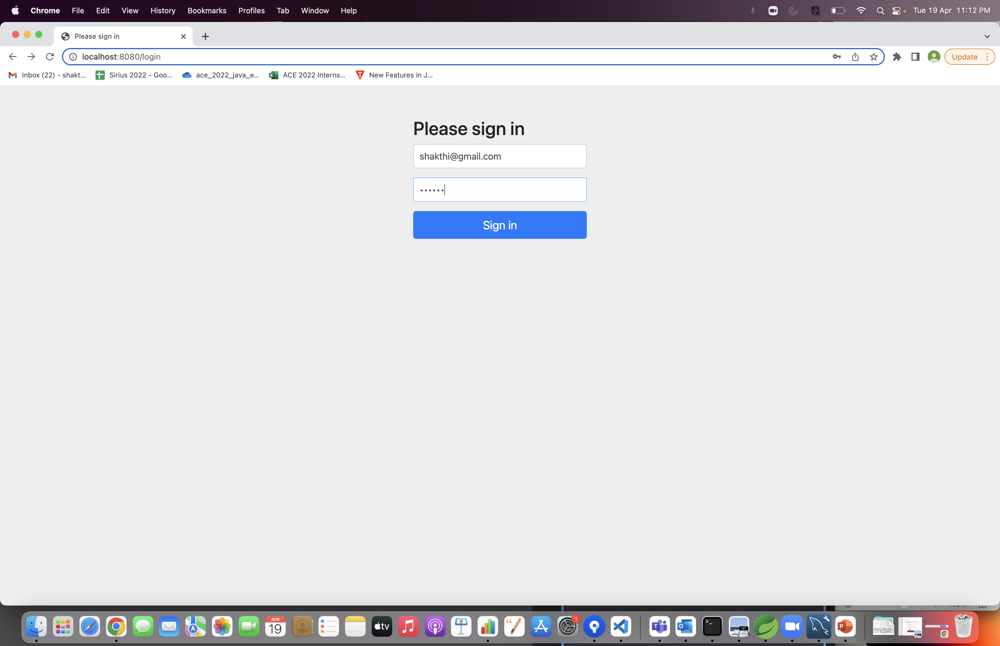 Chrome File Edit View History Bookmarks Profiles Tab Window Help Tue 19 Apr 11:12 PM
Please sign in
localhost:8080/login Update
Inbox (22) - shakt... Sirius 2022 - Goo... ace_2022_java_e... ACE 2022 Interns... New Features in J...
Please sign in
shakthi@gmail.com
••••••
Sign in
APR
19
tv
1